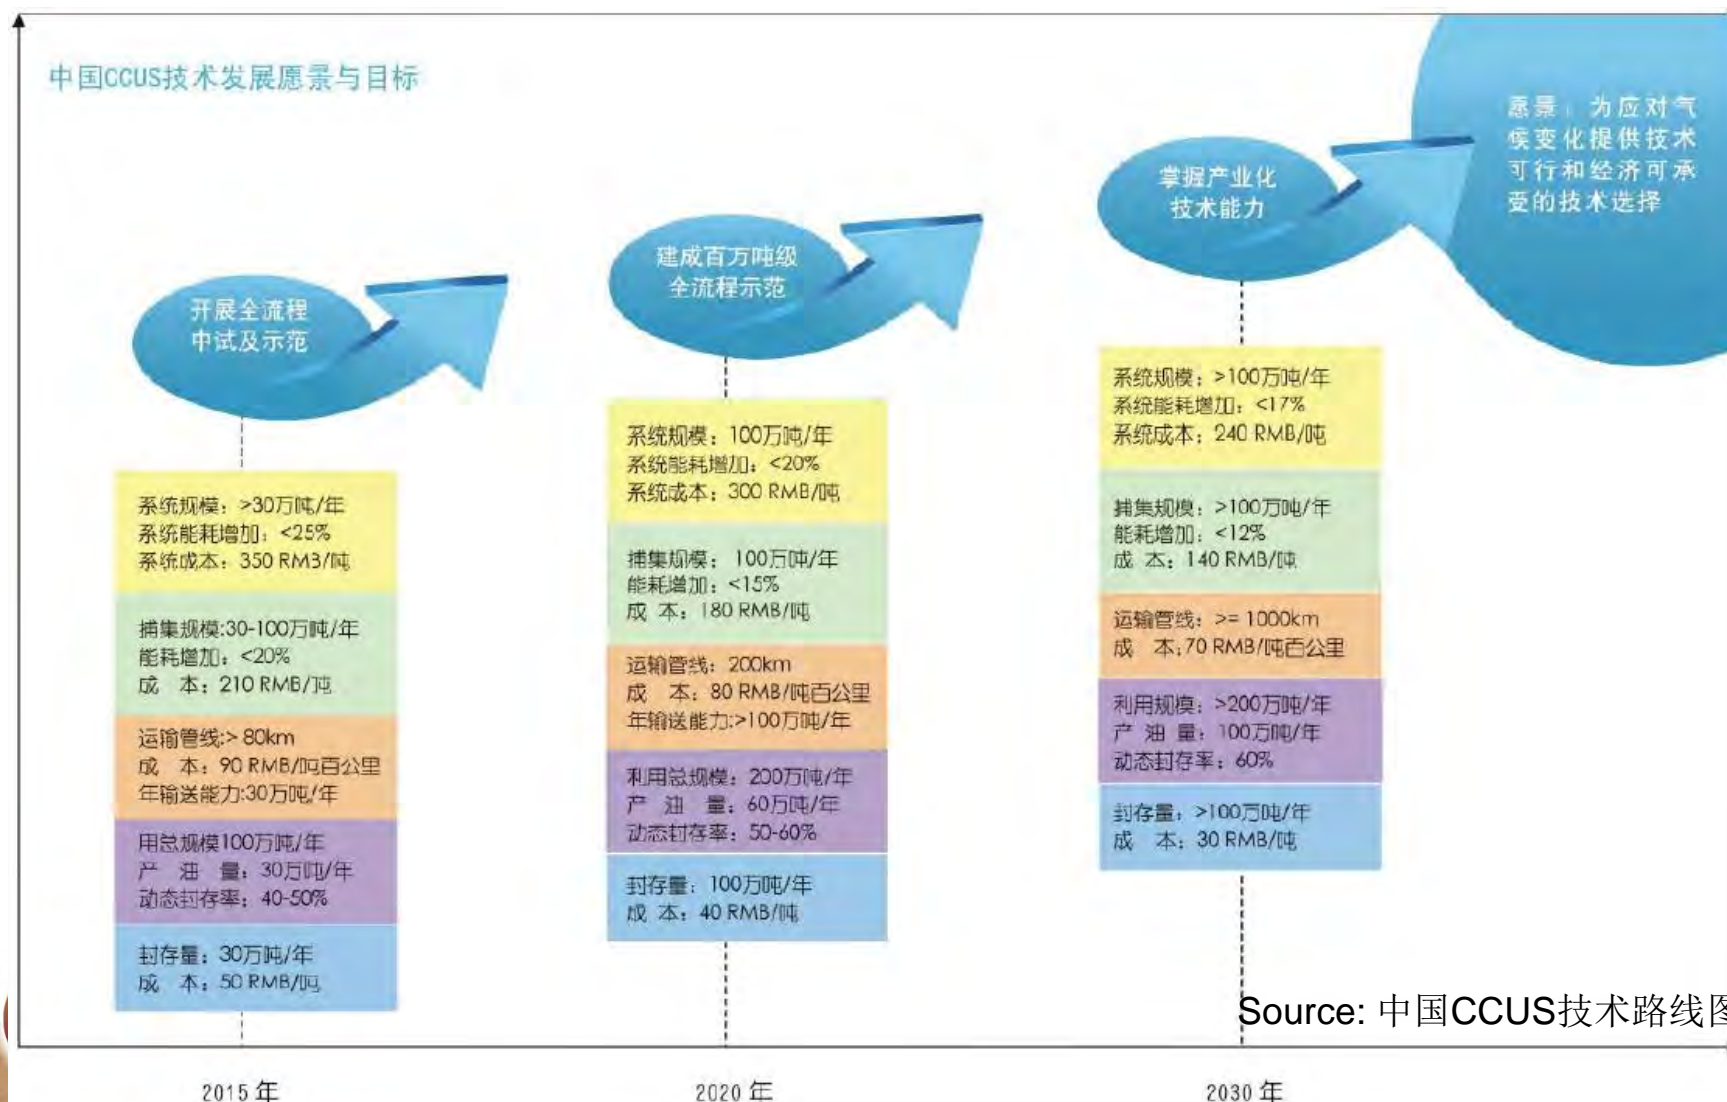 中国CCUS技术发展愿景与目标
愿景：为应对气
候变化提供技术
可行和经济可承
受的技术选择
开展全流程
中试及示范
系统规模：>30万吨/年
系统能耗增加：<25%
系统成本：350 RMB/吨
捕集规模:30-100万吨/年
能耗增加：<20%
成 本：210 RMB/吨
运输管线:> 80km
成 本：90 RMB/吨百公里
年输送能力:30万吨/年
用总规模100万吨/年
产 油 量：30万吨/年
动态封存率：40-50%
封存量：30万吨/年
成 本：50 RMB/吨
2015 年
建成百万吨级
全流程示范
系统规模：100万吨/年
系统能耗增加：<20%
系统成本：300 RMB/吨
捕集规模： 100万吨/年
能耗增加：<15%
成 本：180 RMB/吨
运输管线：200km
成 本：80 RMB/吨百公里
年输送能力:>100万吨/年
利用总规模：200万吨/年
产 油 量：60万吨/年
动态封存率：50-60%
封存量：100万吨/年
成 本：40 RMB/吨
2020 年
掌握产业化
技术能力
系统规模：>100万吨/年
系统能耗增加：<17%
系统成本：240 RMB/吨
捕集规模：>100万吨/年
能耗增加：<12%
成 本：140 RMB/吨
运输管线：>= 1000km
成 本:70 RMB/吨百公里
利用规模：>200万吨/年
产 油 量：100万吨/年
动态封存率：60%
封存量：>100万吨/年
成 本：30 RMB/吨
2030 年
Source: 中国CCUS技术路线图